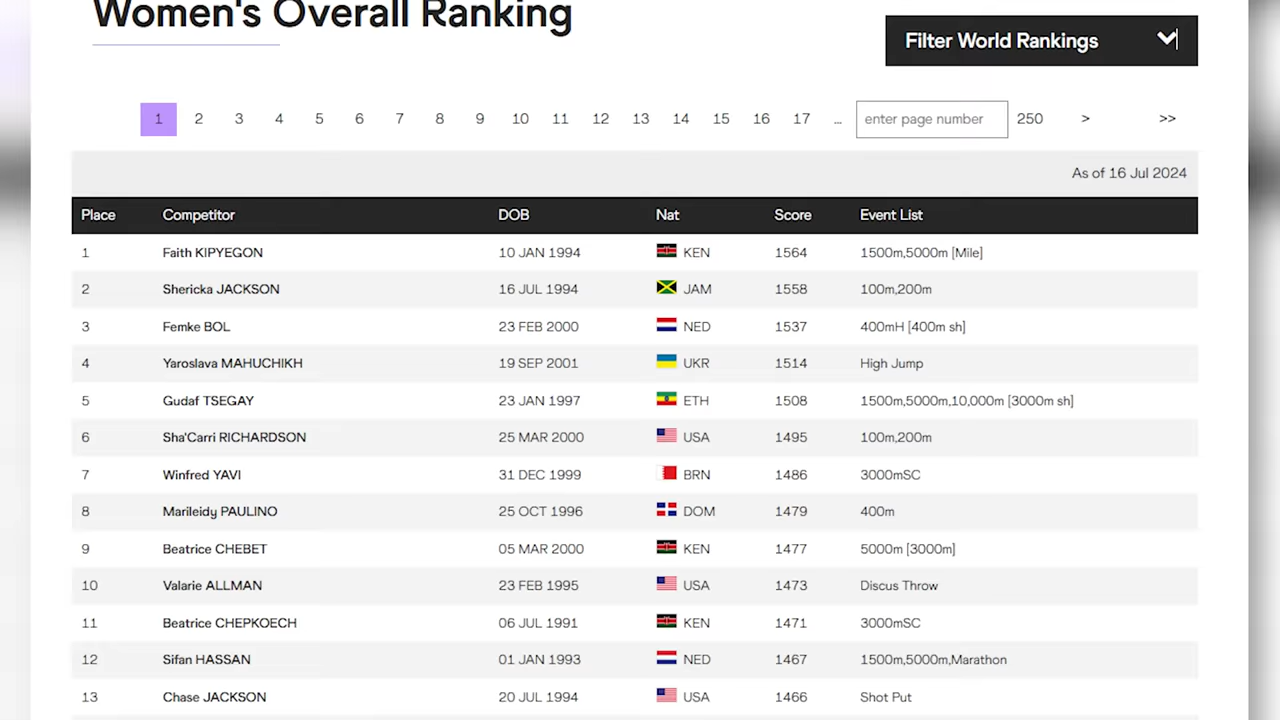 Women's Overall Ranking
Filter World Rankings
1 2 3 4 5 6 7 8 9 10 11 12 13 14 15 16 17 ... enter page number 250 > >>
As of 16 Jul 2024
Place Competitor DOB Nat Score Event List
1 Faith KIPYEGON 10 JAN 1994 KEN 1564 1500m,5000m [Mile]
2 Shericka JACKSON 16 JUL 1994 JAM 1558 100m,200m
3 Femke BOL 23 FEB 2000 NED 1537 400mH [400m sh]
4 Yaroslava MAHUCHIKH 19 SEP 2001 UKR 1514 High Jump
5 Gudaf TSEGAY 23 JAN 1997 ETH 1508 1500m,5000m,10,000m [3000m sh]
6 Sha'Carri RICHARDSON 25 MAR 2000 USA 1495 100m,200m
7 Winfred YAVI 31 DEC 1999 BRN 1486 3000mSC
8 Marileidy PAULINO 25 OCT 1996 DOM 1479 400m
9 Beatrice CHEBET 05 MAR 2000 KEN 1477 5000m [3000m]
10 Valarie ALLMAN 23 FEB 1995 USA 1473 Discus Throw
11 Beatrice CHEPKOECH 06 JUL 1991 KEN 1471 3000mSC
12 Sifan HASSAN 01 JAN 1993 NED 1467 1500m,5000m,Marathon
13 Chase JACKSON 20 JUL 1994 USA 1466 Shot Put